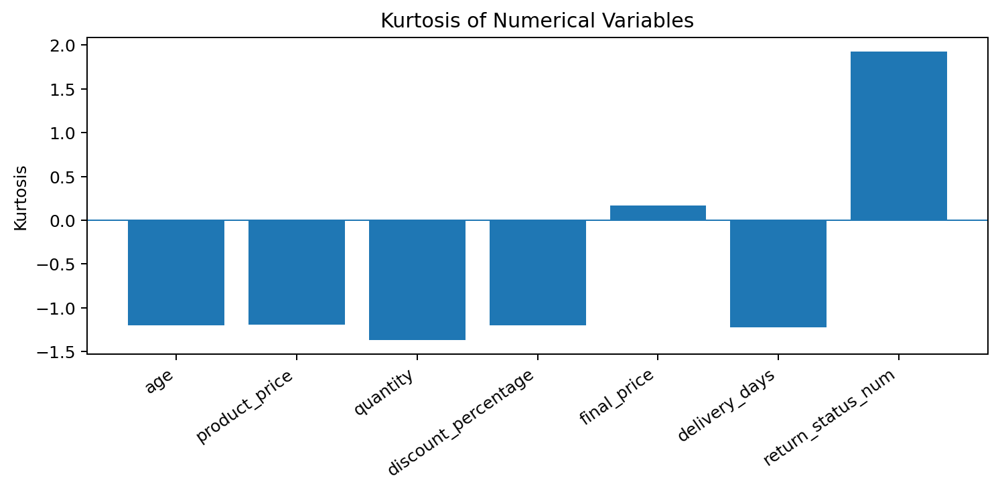 Kurtosis of Numerical Variables
Kurtosis
2.0
1.5
1.0
0.5
0.0
−0.5
−1.0
−1.5
age
product_price
quantity
discount_percentage
final_price
delivery_days
return_status_num